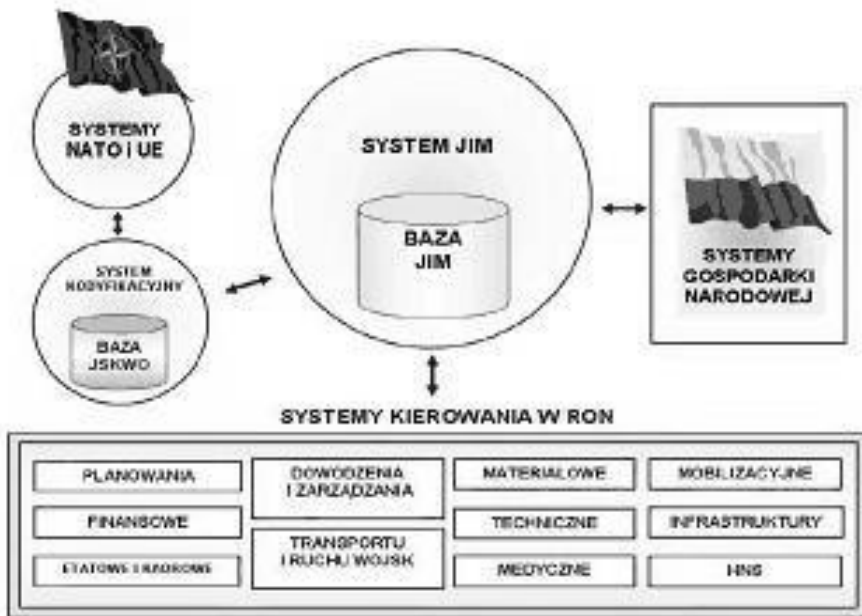 SYSTEMY
NATO i UE
SYSTEM JIM
BAZA
JIM
SYSTEMY
GOSPODARKI
NARODOWEJ
SYSTEM
KODYFIKACYJNY
BAZA
JSKWO
SYSTEMY KIEROWANIA W RON
PLANOWANIA
DOWODZENIA
I ZARZĄDZANIA
MATERIAŁOWE
MOBILIZACYJNE
FINANSOWE
TECHNICZNE
INFRASTRUKTURY
TRANSPORTU
I RUCHU WOJSK
ETATOWE I KADROWE
MEDYCZNE
HNS